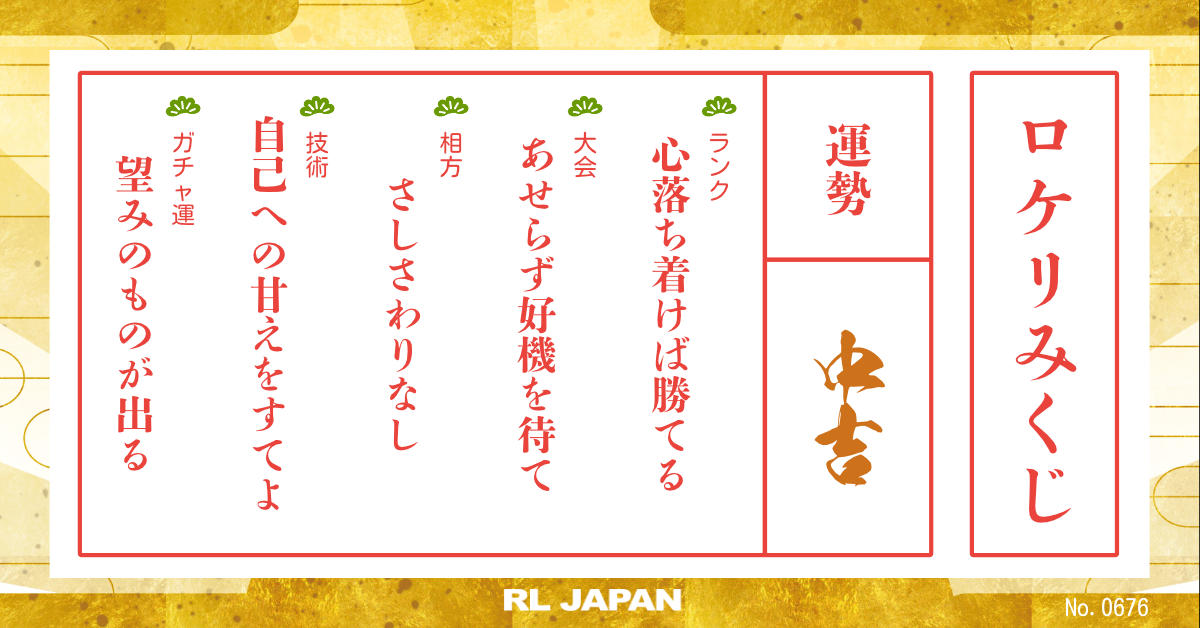 ロケリみくじ
運勢
中吉
ランク
心落ち着けば勝てる
大会
あせらず好機を待て
相方
さしさわりなし
技術
自己への甘えをすてよ
ガチャ運
望みのものが出る
RL JAPAN
No. 0676